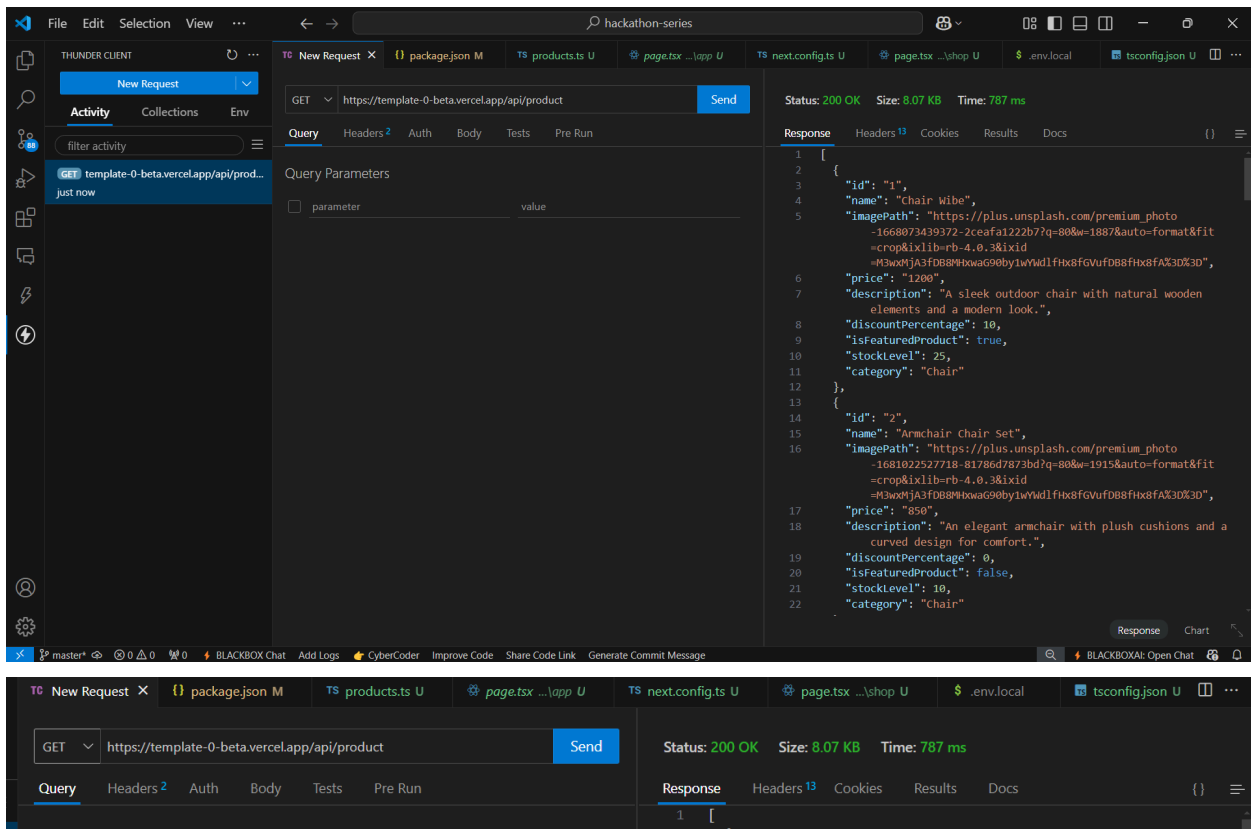 File Edit Selection View ··· hackathon-series
THUNDER CLIENT ···
New Request
Activity Collections Env
filter activity
GET template-0-beta.vercel.app/api/prod...
just now
TC New Request {} package.json M TS products.ts U page.tsx ...\app U TS next.config.ts U page.tsx ...\shop U $ .env.local tsconfig.json U ···
GET https://template-0-beta.vercel.app/api/product Send
Query Headers 2 Auth Body Tests Pre Run
Query Parameters
parameter value
Status: 200 OK Size: 8.07 KB Time: 787 ms
Response Headers 13 Cookies Results Docs {}
1 [
2 {
3 "id": "1",
4 "name": "Chair Wibe",
5 "imagePath": "https://plus.unsplash.com/premium_photo
-1668073439372-2ceafa1222b7?q=80&w=1887&auto=format&fit
=crop&ixlib=rb-4.0.3&ixid
=M3wxMjA3fDB8MHxwaG90by1wYWdlfHx8fGVufDB8fHx8fA%3D%3D",
6 "price": "1200",
7 "description": "A sleek outdoor chair with natural wooden
elements and a modern look.",
8 "discountPercentage": 10,
9 "isFeaturedProduct": true,
10 "stockLevel": 25,
11 "category": "Chair"
12 },
13 {
14 "id": "2",
15 "name": "Armchair Chair Set",
16 "imagePath": "https://plus.unsplash.com/premium_photo
-1681022527718-81786d7873bd?q=80&w=1915&auto=format&fit
=crop&ixlib=rb-4.0.3&ixid
=M3wxMjA3fDB8MHxwaG90by1wYWdlfHx8fGVufDB8fHx8fA%3D%3D",
17 "price": "850",
18 "description": "An elegant armchair with plush cushions and a
curved design for comfort.",
19 "discountPercentage": 0,
20 "isFeaturedProduct": false,
21 "stockLevel": 10,
22 "category": "Chair"
Response Chart
88
master* 0 0 0 BLACKBOX Chat Add Logs CyberCoder Improve Code Share Code Link Generate Commit Message BLACKBOXAI: Open Chat
TC New Request {} package.json M TS products.ts U page.tsx ...\app U TS next.config.ts U page.tsx ...\shop U $ .env.local tsconfig.json U ···
GET https://template-0-beta.vercel.app/api/product Send
Status: 200 OK Size: 8.07 KB Time: 787 ms
Query Headers 2 Auth Body Tests Pre Run
Response Headers 13 Cookies Results Docs {}
1 [